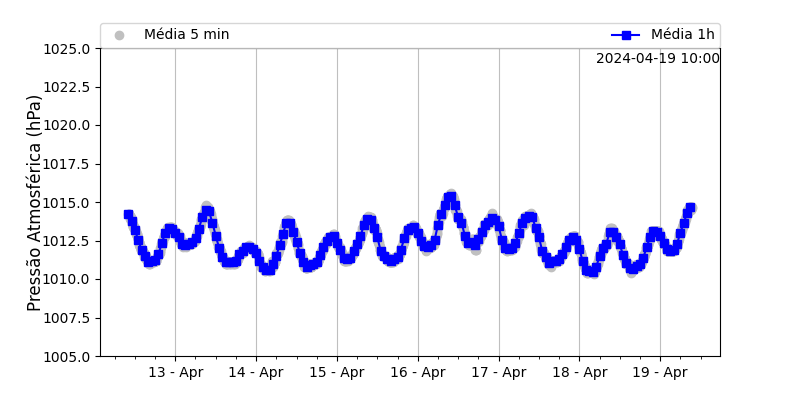 Média 5 min
Média 1h
2024-04-19 10:00
Pressão Atmosférica (hPa)
1025.0
1022.5
1020.0
1017.5
1015.0
1012.5
1010.0
1007.5
1005.0
13 - Apr
14 - Apr
15 - Apr
16 - Apr
17 - Apr
18 - Apr
19 - Apr